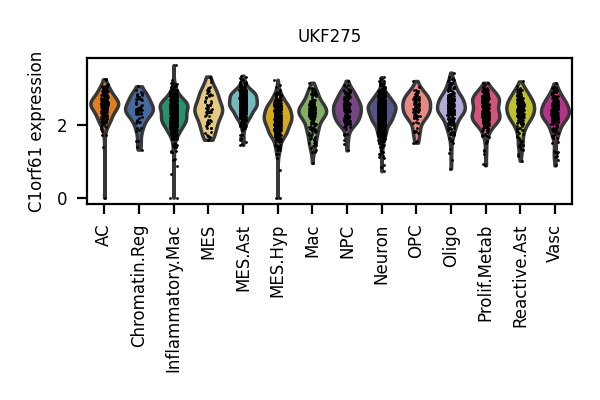 UKF275
C1orf61 expression
2
0
AC
Chromatin.Reg
Inflammatory.Mac
MES
MES.Ast
MES.Hyp
Mac
NPC
Neuron
OPC
Oligo
Prolif.Metab
Reactive.Ast
Vasc